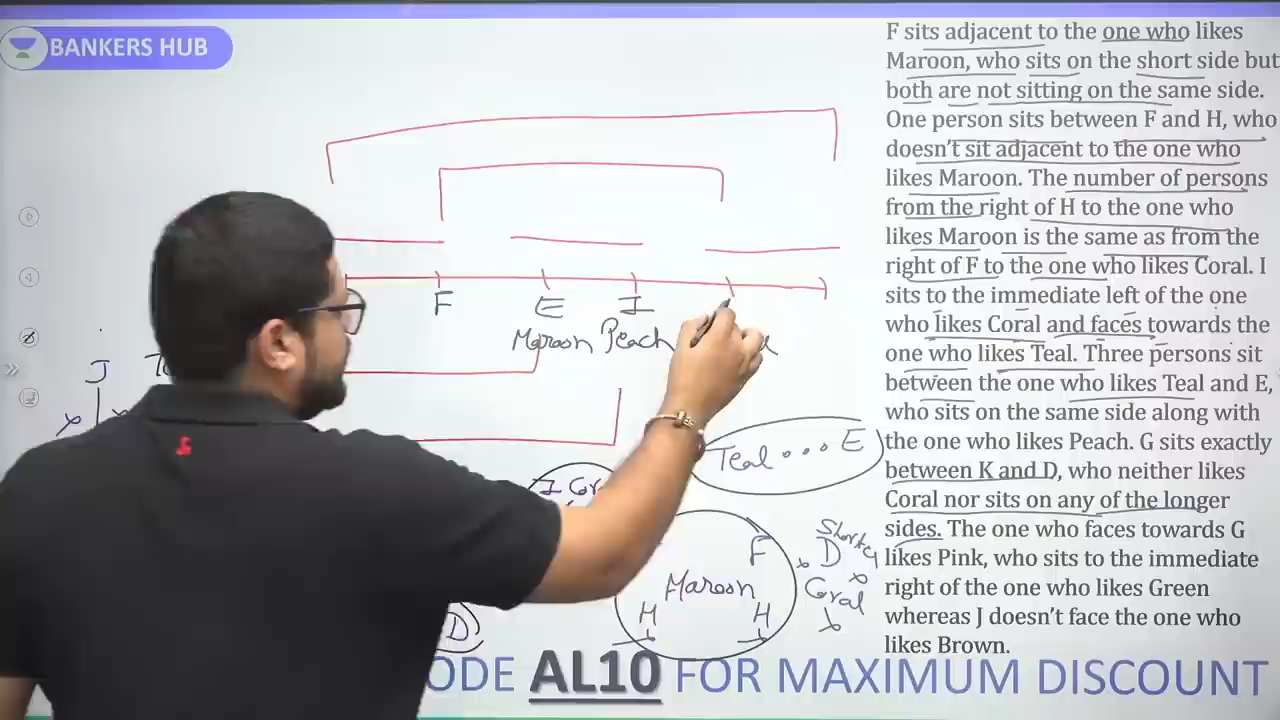 BANKERS HUB
F sits adjacent to the one who likes
Maroon, who sits on the short side but
both are not sitting on the same side.
One person sits between F and H, who
doesn't sit adjacent to the one who
likes Maroon. The number of persons
from the right of H to the one who
likes Maroon is the same as from the
right of F to the one who likes Coral. I
sits to the immediate left of the one
who likes Coral and faces towards the
one who likes Teal. Three persons sit
between the one who likes Teal and E,
who sits on the same side along with
the one who likes Peach. G sits exactly
between K and D, who neither likes
Coral nor sits on any of the longer
sides. The one who faces towards G
likes Pink, who sits to the immediate
right of the one who likes Green
whereas J doesn't face the one who
likes Brown.
F E I
Maroon Peach
J
Teal ... E
I
F
Maroon
H H
Shorter
D
Coral
D
ODE AL10 FOR MAXIMUM DISCOUNT